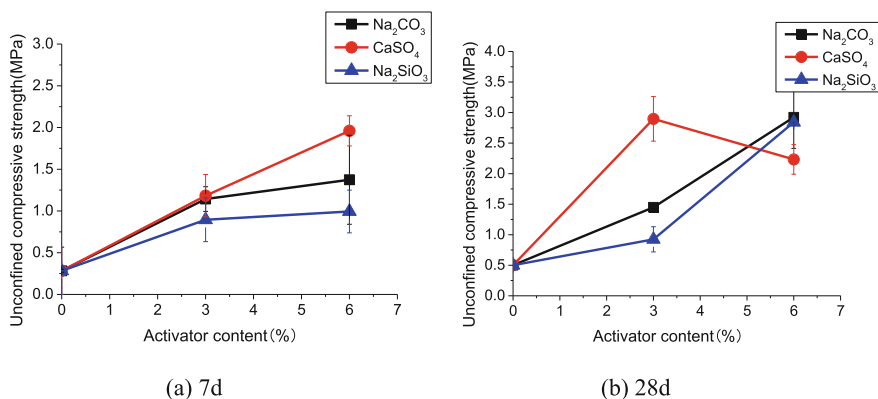 Na₂CO₃
CaSO₄
Na₂SiO₃
Unconfined compressive strength(MPa)
3.0
2.5
2.0
1.5
1.0
0.5
0.0
0 1 2 3 4 5 6 7
Activator content(%)
(a) 7d
Na₂CO₃
CaSO₄
Na₂SiO₃
Unconfined compressive strength(MPa)
4.0
3.5
3.0
2.5
2.0
1.5
1.0
0.5
0.0
0 1 2 3 4 5 6 7
Activator content(%)
(b) 28d